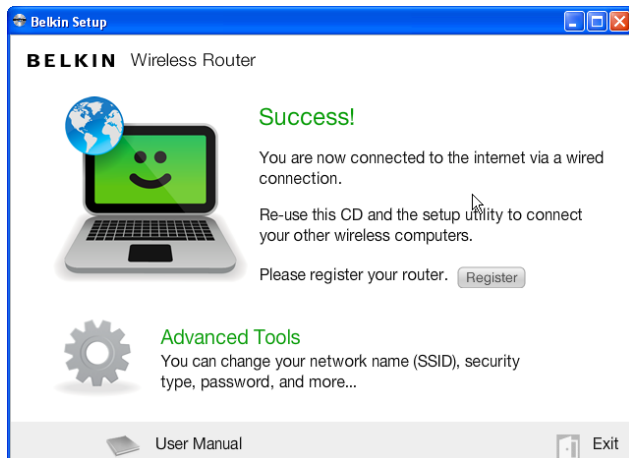 Belkin Setup
BELKIN Wireless Router
Success!
You are now connected to the internet via a wired
connection.
Re-use this CD and the setup utility to connect
your other wireless computers.
Please register your router. Register
Advanced Tools
You can change your network name (SSID), security
type, password, and more...
User Manual
Exit